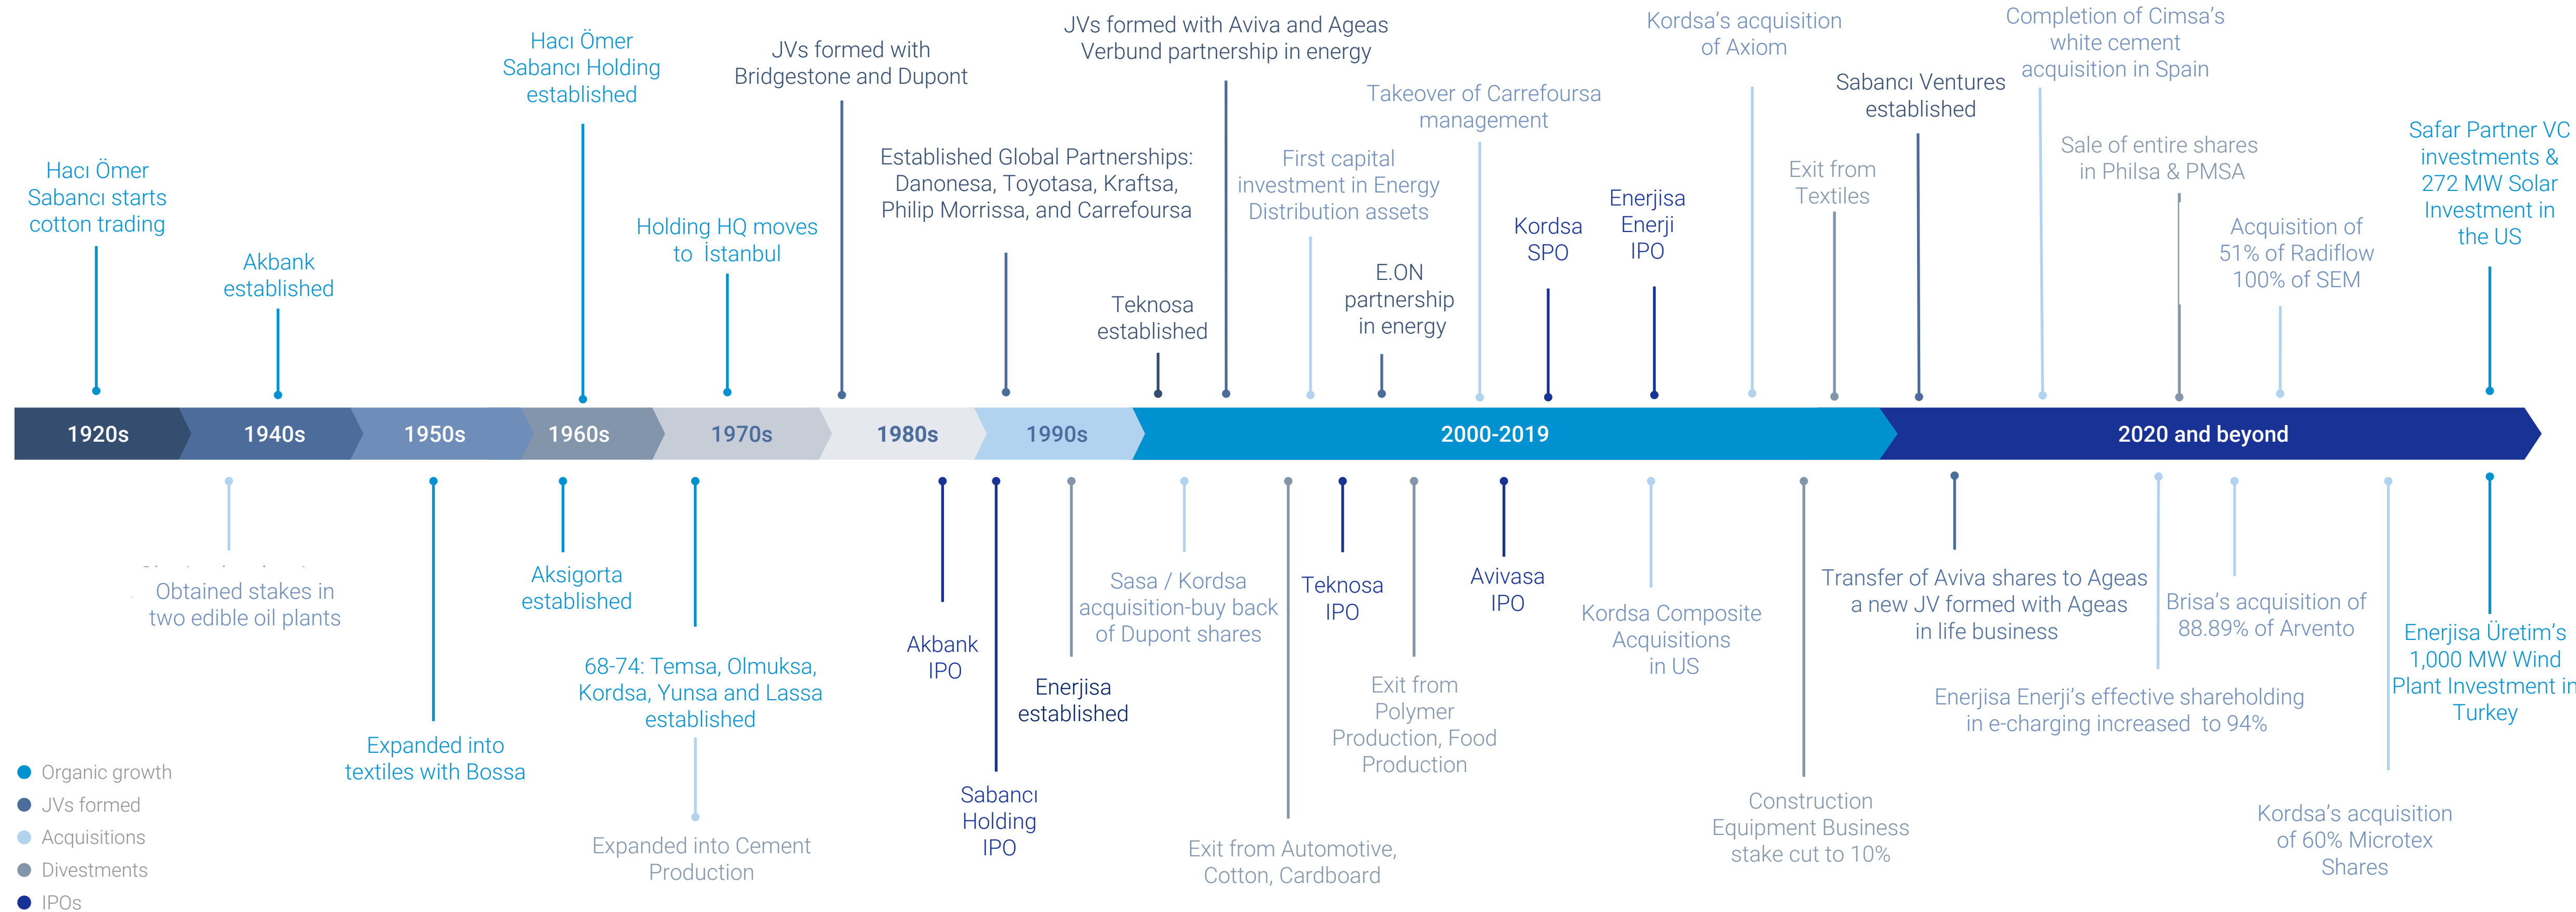 JVs formed with Aviva and Ageas
Verbund partnership in energy
Kordsa’s acquisition
of Axiom
Completion of Cimsa’s
white cement
acquisition in Spain
Hacı Ömer
Sabancı Holding
established
JVs formed with
Bridgestone and Dupont
Takeover of Carrefoursa
management
Sabancı Ventures
established
Safar Partner VC
investments &
272 MW Solar
Investment in
the US
Hacı Ömer
Sabancı starts
cotton trading
Established Global Partnerships:
Danonesa, Toyotasa, Kraftsa,
Philip Morrissa, and Carrefoursa
First capital
investment in Energy
Distribution assets
Exit from
Textiles
Sale of entire shares
in Philsa & PMSA
Akbank
established
Holding HQ moves
to İstanbul
Teknosa
established
E.ON
partnership
in energy
Kordsa
SPO
Enerjisa
Enerji
IPO
Acquisition of
51% of Radiflow
100% of SEM
1920s
1940s
1950s
1960s
1970s
1980s
1990s
2000-2019
2020 and beyond
Obtained stakes in
two edible oil plants
Expanded into
textiles with Bossa
Aksigorta
established
68-74: Temsa, Olmuksa,
Kordsa, Yunsa and Lassa
established
Expanded into Cement
Production
Akbank
IPO
Sabancı
Holding
IPO
Enerjisa
established
Sasa / Kordsa
acquisition-buy back
of Dupont shares
Exit from Automotive,
Cotton, Cardboard
Teknosa
IPO
Exit from
Polymer
Production, Food
Production
Avivasa
IPO
Kordsa Composite
Acquisitions
in US
Construction
Equipment Business
stake cut to 10%
Transfer of Aviva shares to Ageas
a new JV formed with Ageas
in life business
Enerjisa Enerji’s effective shareholding
in e-charging increased to 94%
Brisa’s acquisition of
88.89% of Arvento
Kordsa’s acquisition
of 60% Microtex
Shares
Enerjisa Üretim’s
1,000 MW Wind
Plant Investment in
Turkey
Organic growth
JVs formed
Acquisitions
Divestments
IPOs